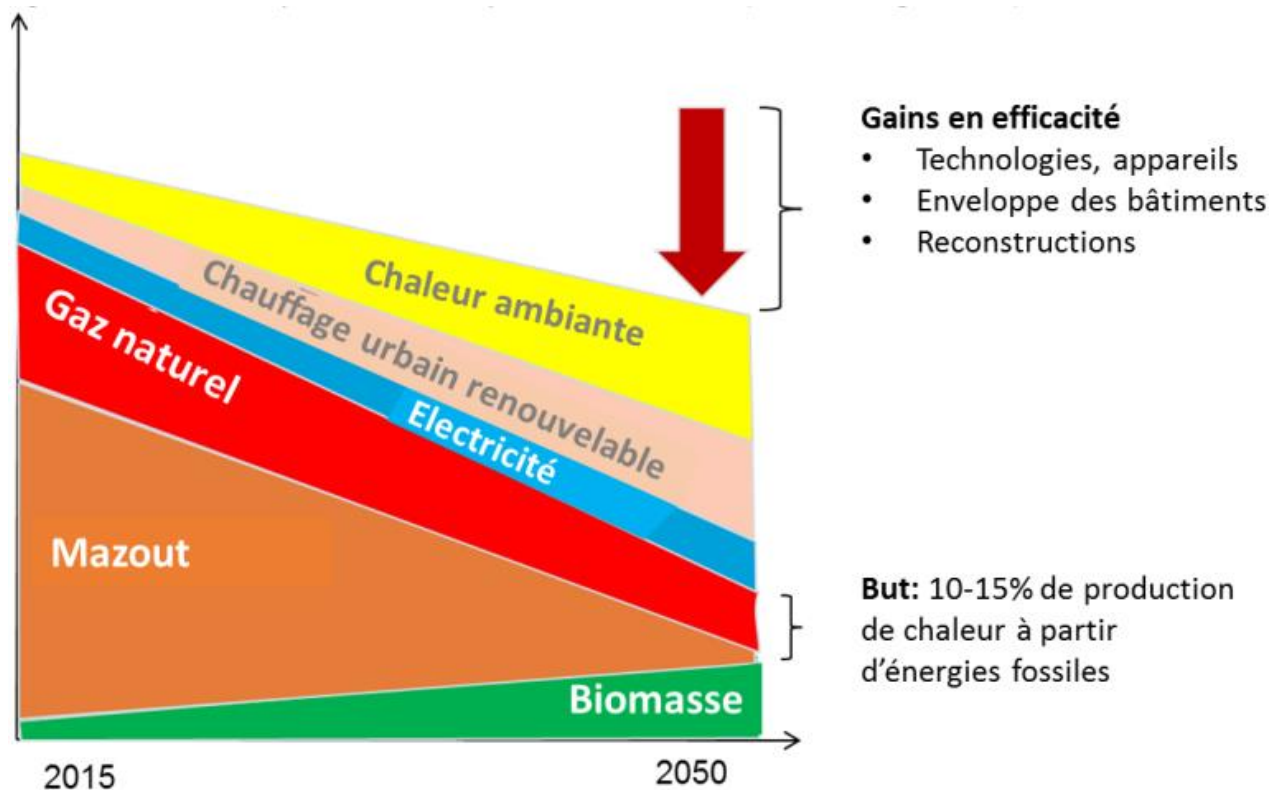 Gains en efficacité
• Technologies, appareils
• Enveloppe des bâtiments
• Reconstructions
Chaleur ambiante
Chauffage urbain renouvelable
Gaz naturel
Electricité
Mazout
But: 10-15% de production
de chaleur à partir
d'énergies fossiles
Biomasse
2015
2050